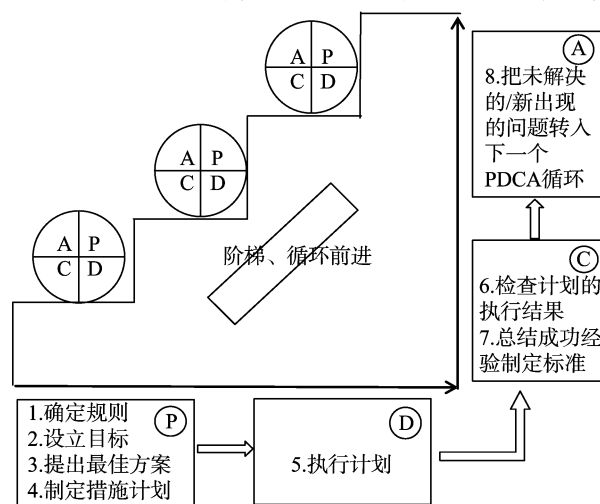 A P
C D
A P
C D
A P
C D
阶梯、循环前进
A
8.把未解决
的/新出现
的问题转入
下一个
PDCA循环
C
6.检查计划的
执行结果
7.总结成功经
验制定标准
P
1.确定规则
2.设立目标
3.提出最佳方案
4.制定措施计划
D
5.执行计划